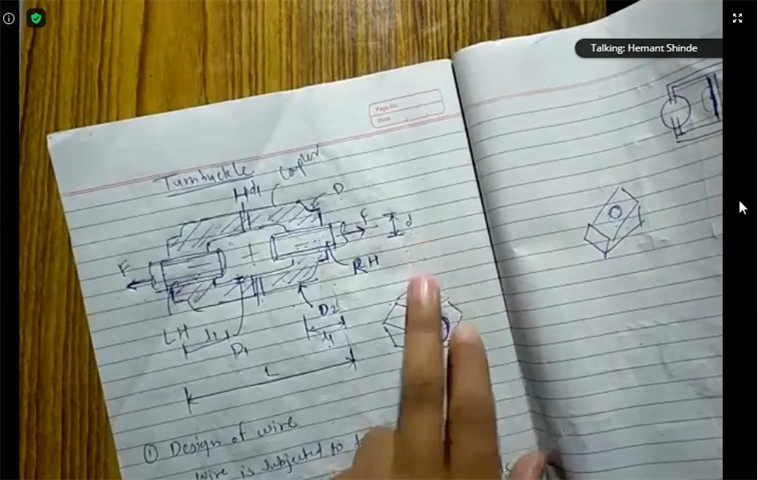 Talking: Hemant Shinde
Page No.
Date
Turnbuckle
Coupler
d1
D
F
d
F
RH
LH
D1
D2
L
① Design of wire
Wire is subjected to